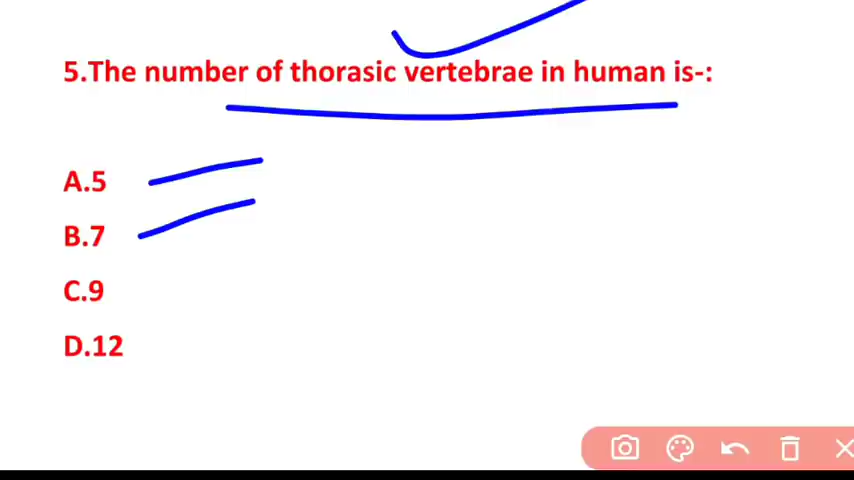 5.The number of thorasic vertebrae in human is-:
A.5
B.7
C.9
D.12